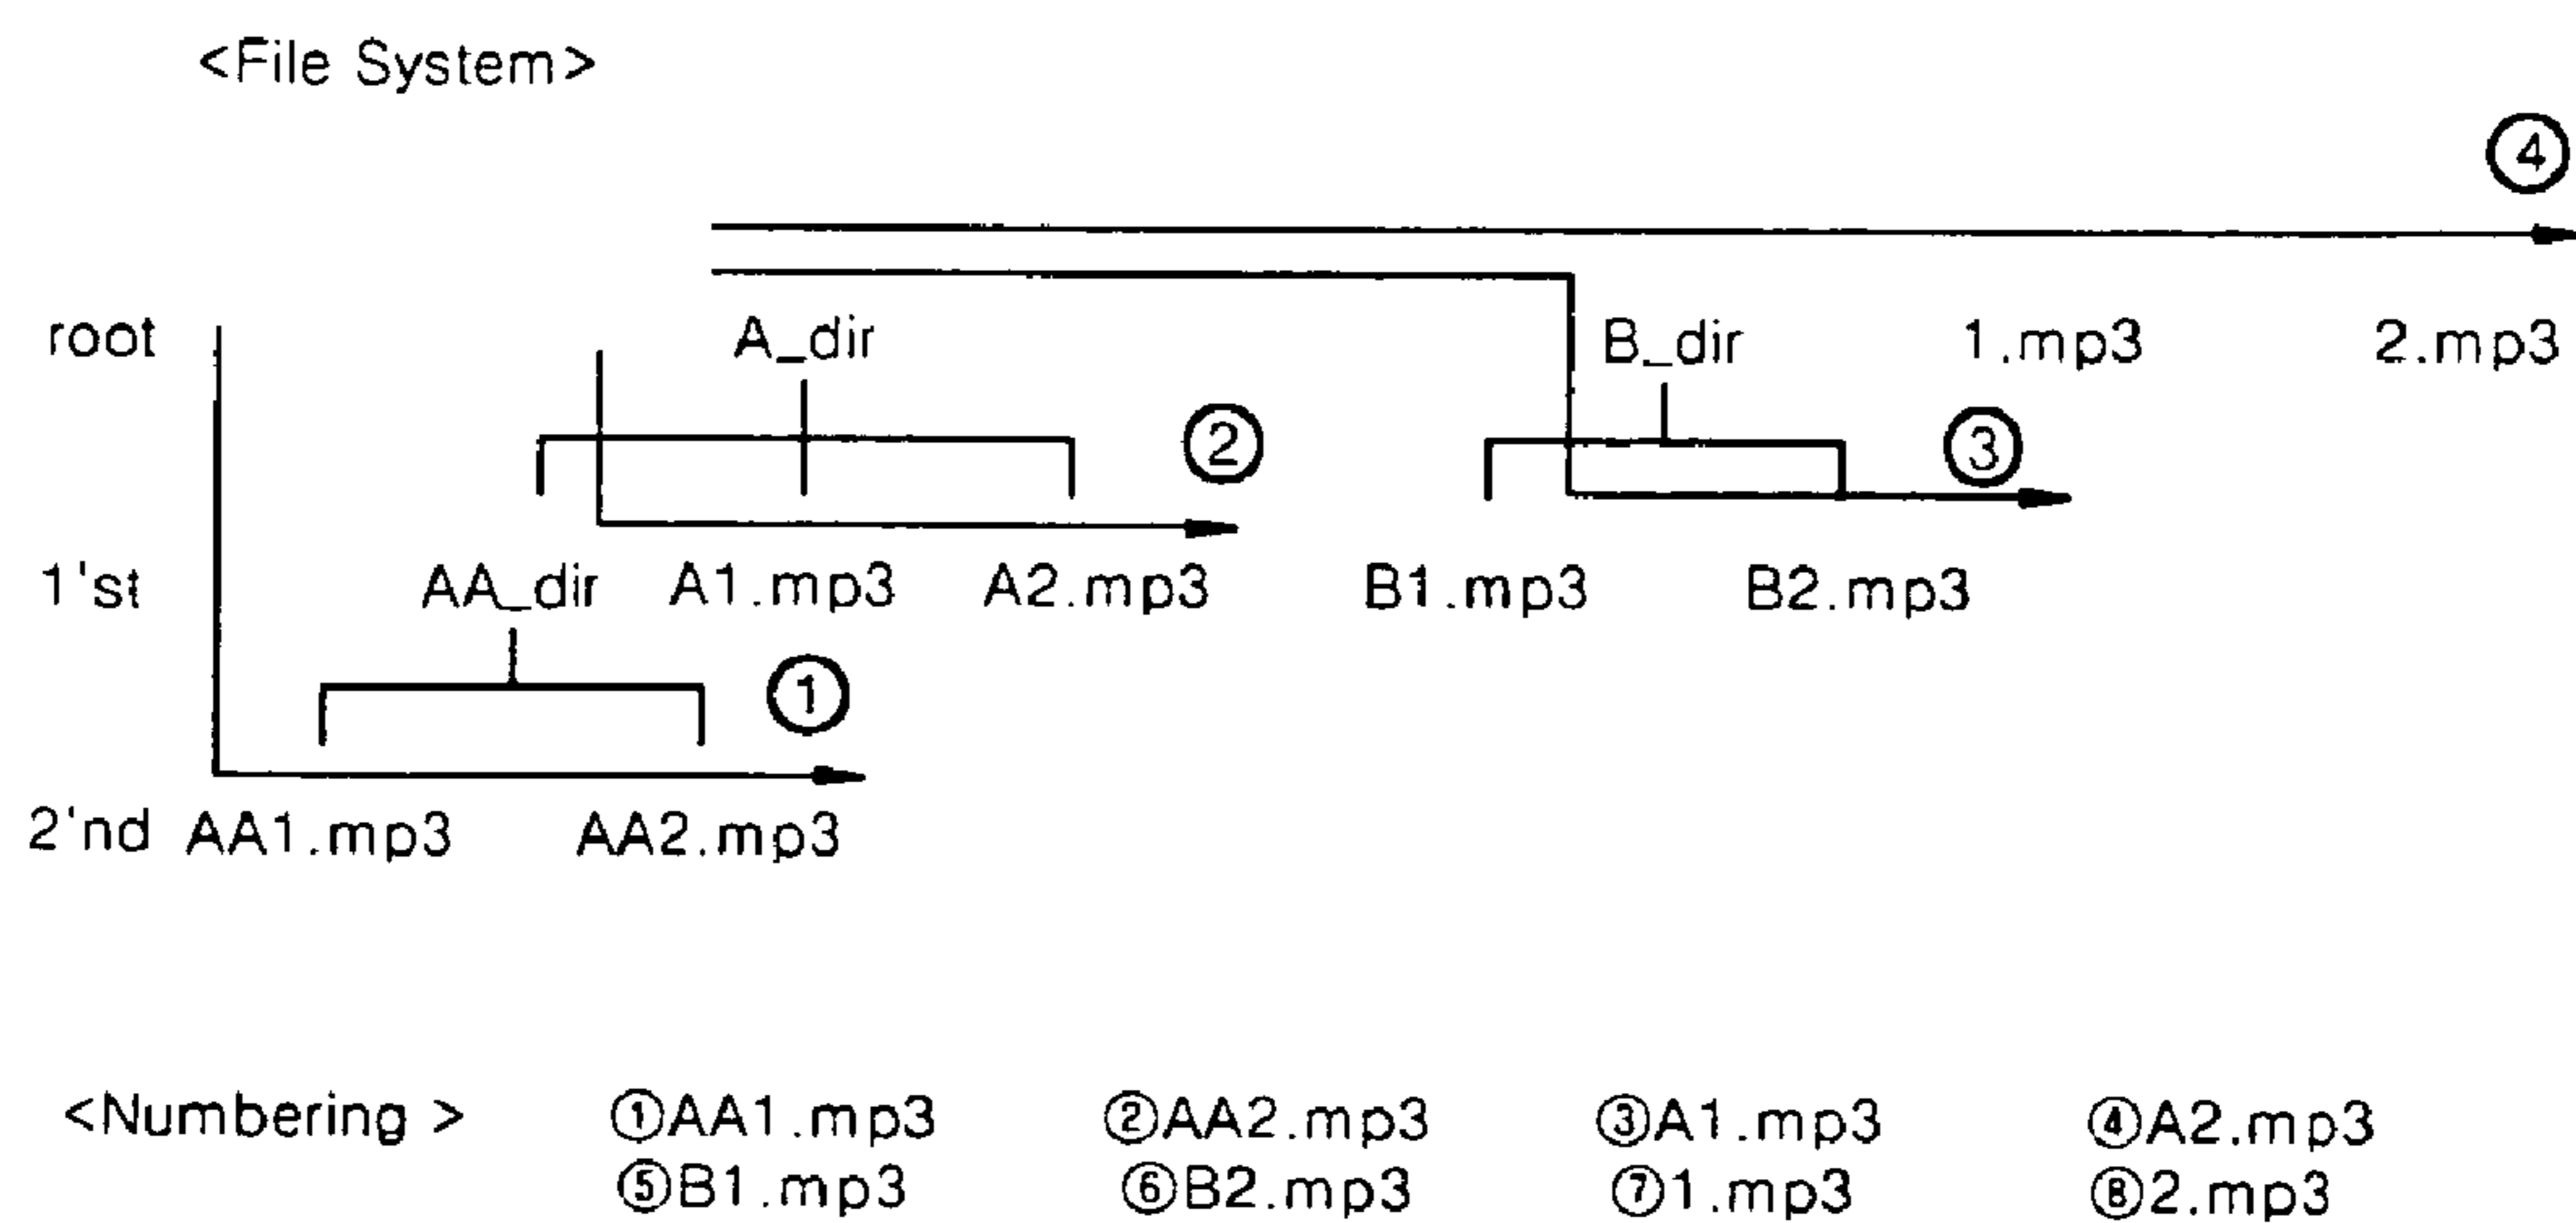 <File System>
④
root A_dir B_dir 1.mp3 2.mp3
② ③
1'st AA_dir A1.mp3 A2.mp3 B1.mp3 B2.mp3
①
2'nd AA1.mp3 AA2.mp3
<Numbering > ①AA1.mp3 ②AA2.mp3 ③A1.mp3 ④A2.mp3
⑤B1.mp3 ⑥B2.mp3 ⑦1.mp3 ⑧2.mp3